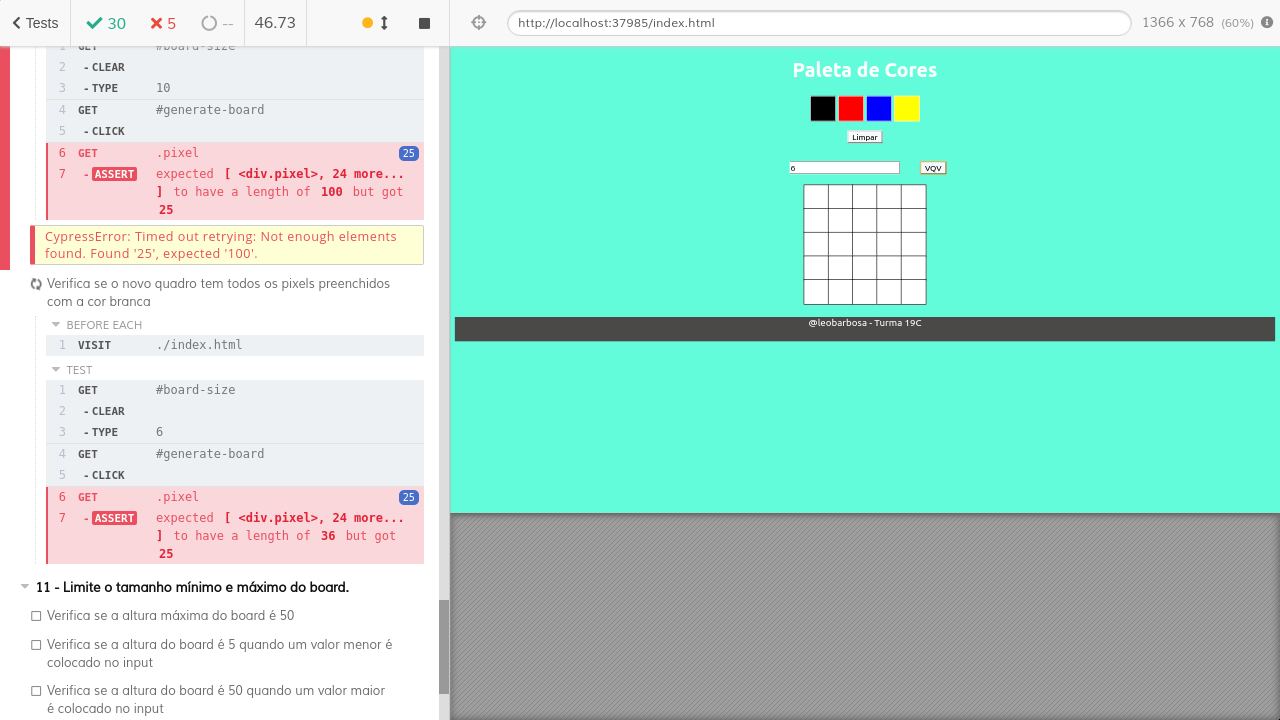 Tests 30 5 -- 46.73
http://localhost:37985/index.html 1366 x 768 (60%)
1 GET #board-size
2 - CLEAR
3 - TYPE 10
4 GET #generate-board
5 - CLICK
6 GET .pixel 25
7 - ASSERT expected [ <div.pixel>, 24 more...
] to have a length of 100 but got
25
CypressError: Timed out retrying: Not enough elements
found. Found '25', expected '100'.
Verifica se o novo quadro tem todos os pixels preenchidos
com a cor branca
BEFORE EACH
1 VISIT ./index.html
TEST
1 GET #board-size
2 - CLEAR
3 - TYPE 6
4 GET #generate-board
5 - CLICK
6 GET .pixel 25
7 - ASSERT expected [ <div.pixel>, 24 more...
] to have a length of 36 but got
25
11 - Limite o tamanho mínimo e máximo do board.
Verifica se a altura máxima do board é 50
Verifica se a altura do board é 5 quando um valor menor é
colocado no input
Verifica se a altura do board é 50 quando um valor maior
é colocado no input
Paleta de Cores
Limpar
6 VQV
@leobarbosa - Turma 19C